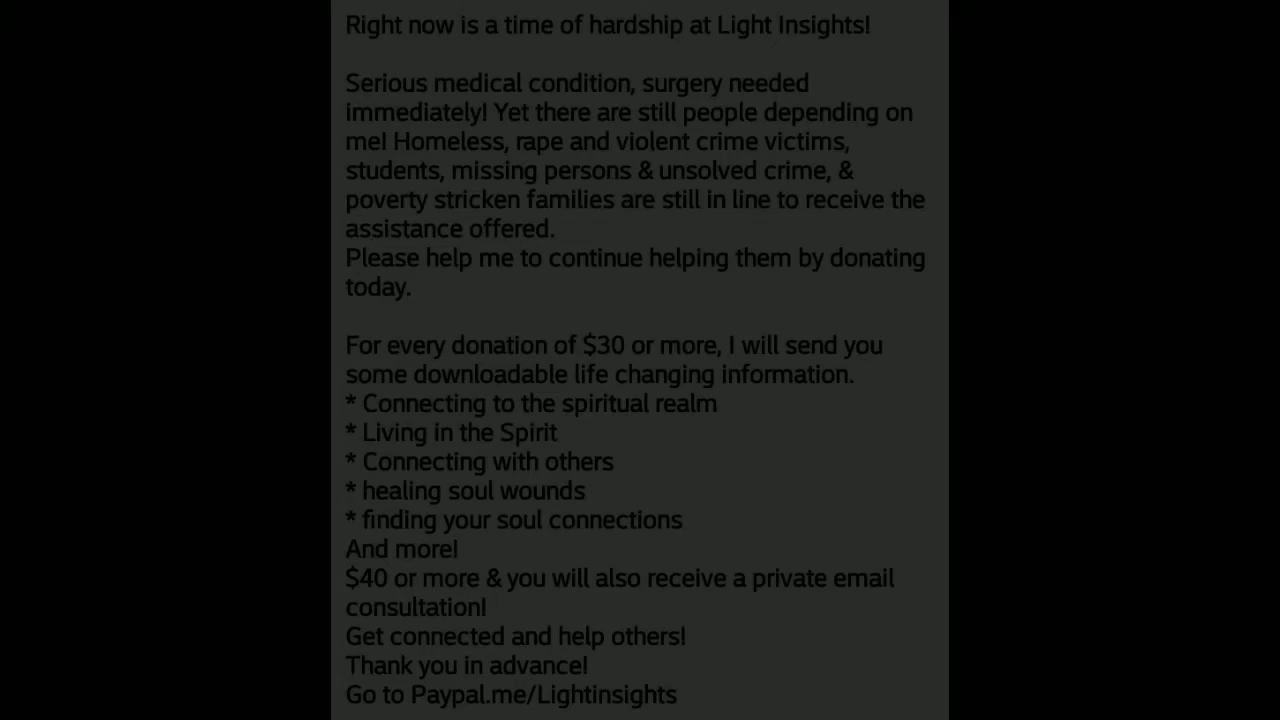 Right now is a time of hardship at Light Insights!
Serious medical condition, surgery needed
immediately! Yet there are still people depending on
me! Homeless, rape and violent crime victims,
students, missing persons & unsolved crime, &
poverty stricken families are still in line to receive the
assistance offered.
Please help me to continue helping them by donating
today.
For every donation of $30 or more, I will send you
some downloadable life changing information.
* Connecting to the spiritual realm
* Living in the Spirit
* Connecting with others
* healing soul wounds
* finding your soul connections
And more!
$40 or more & you will also receive a private email
consultation!
Get connected and help others!
Thank you in advance!
Go to Paypal.me/Lightinsights